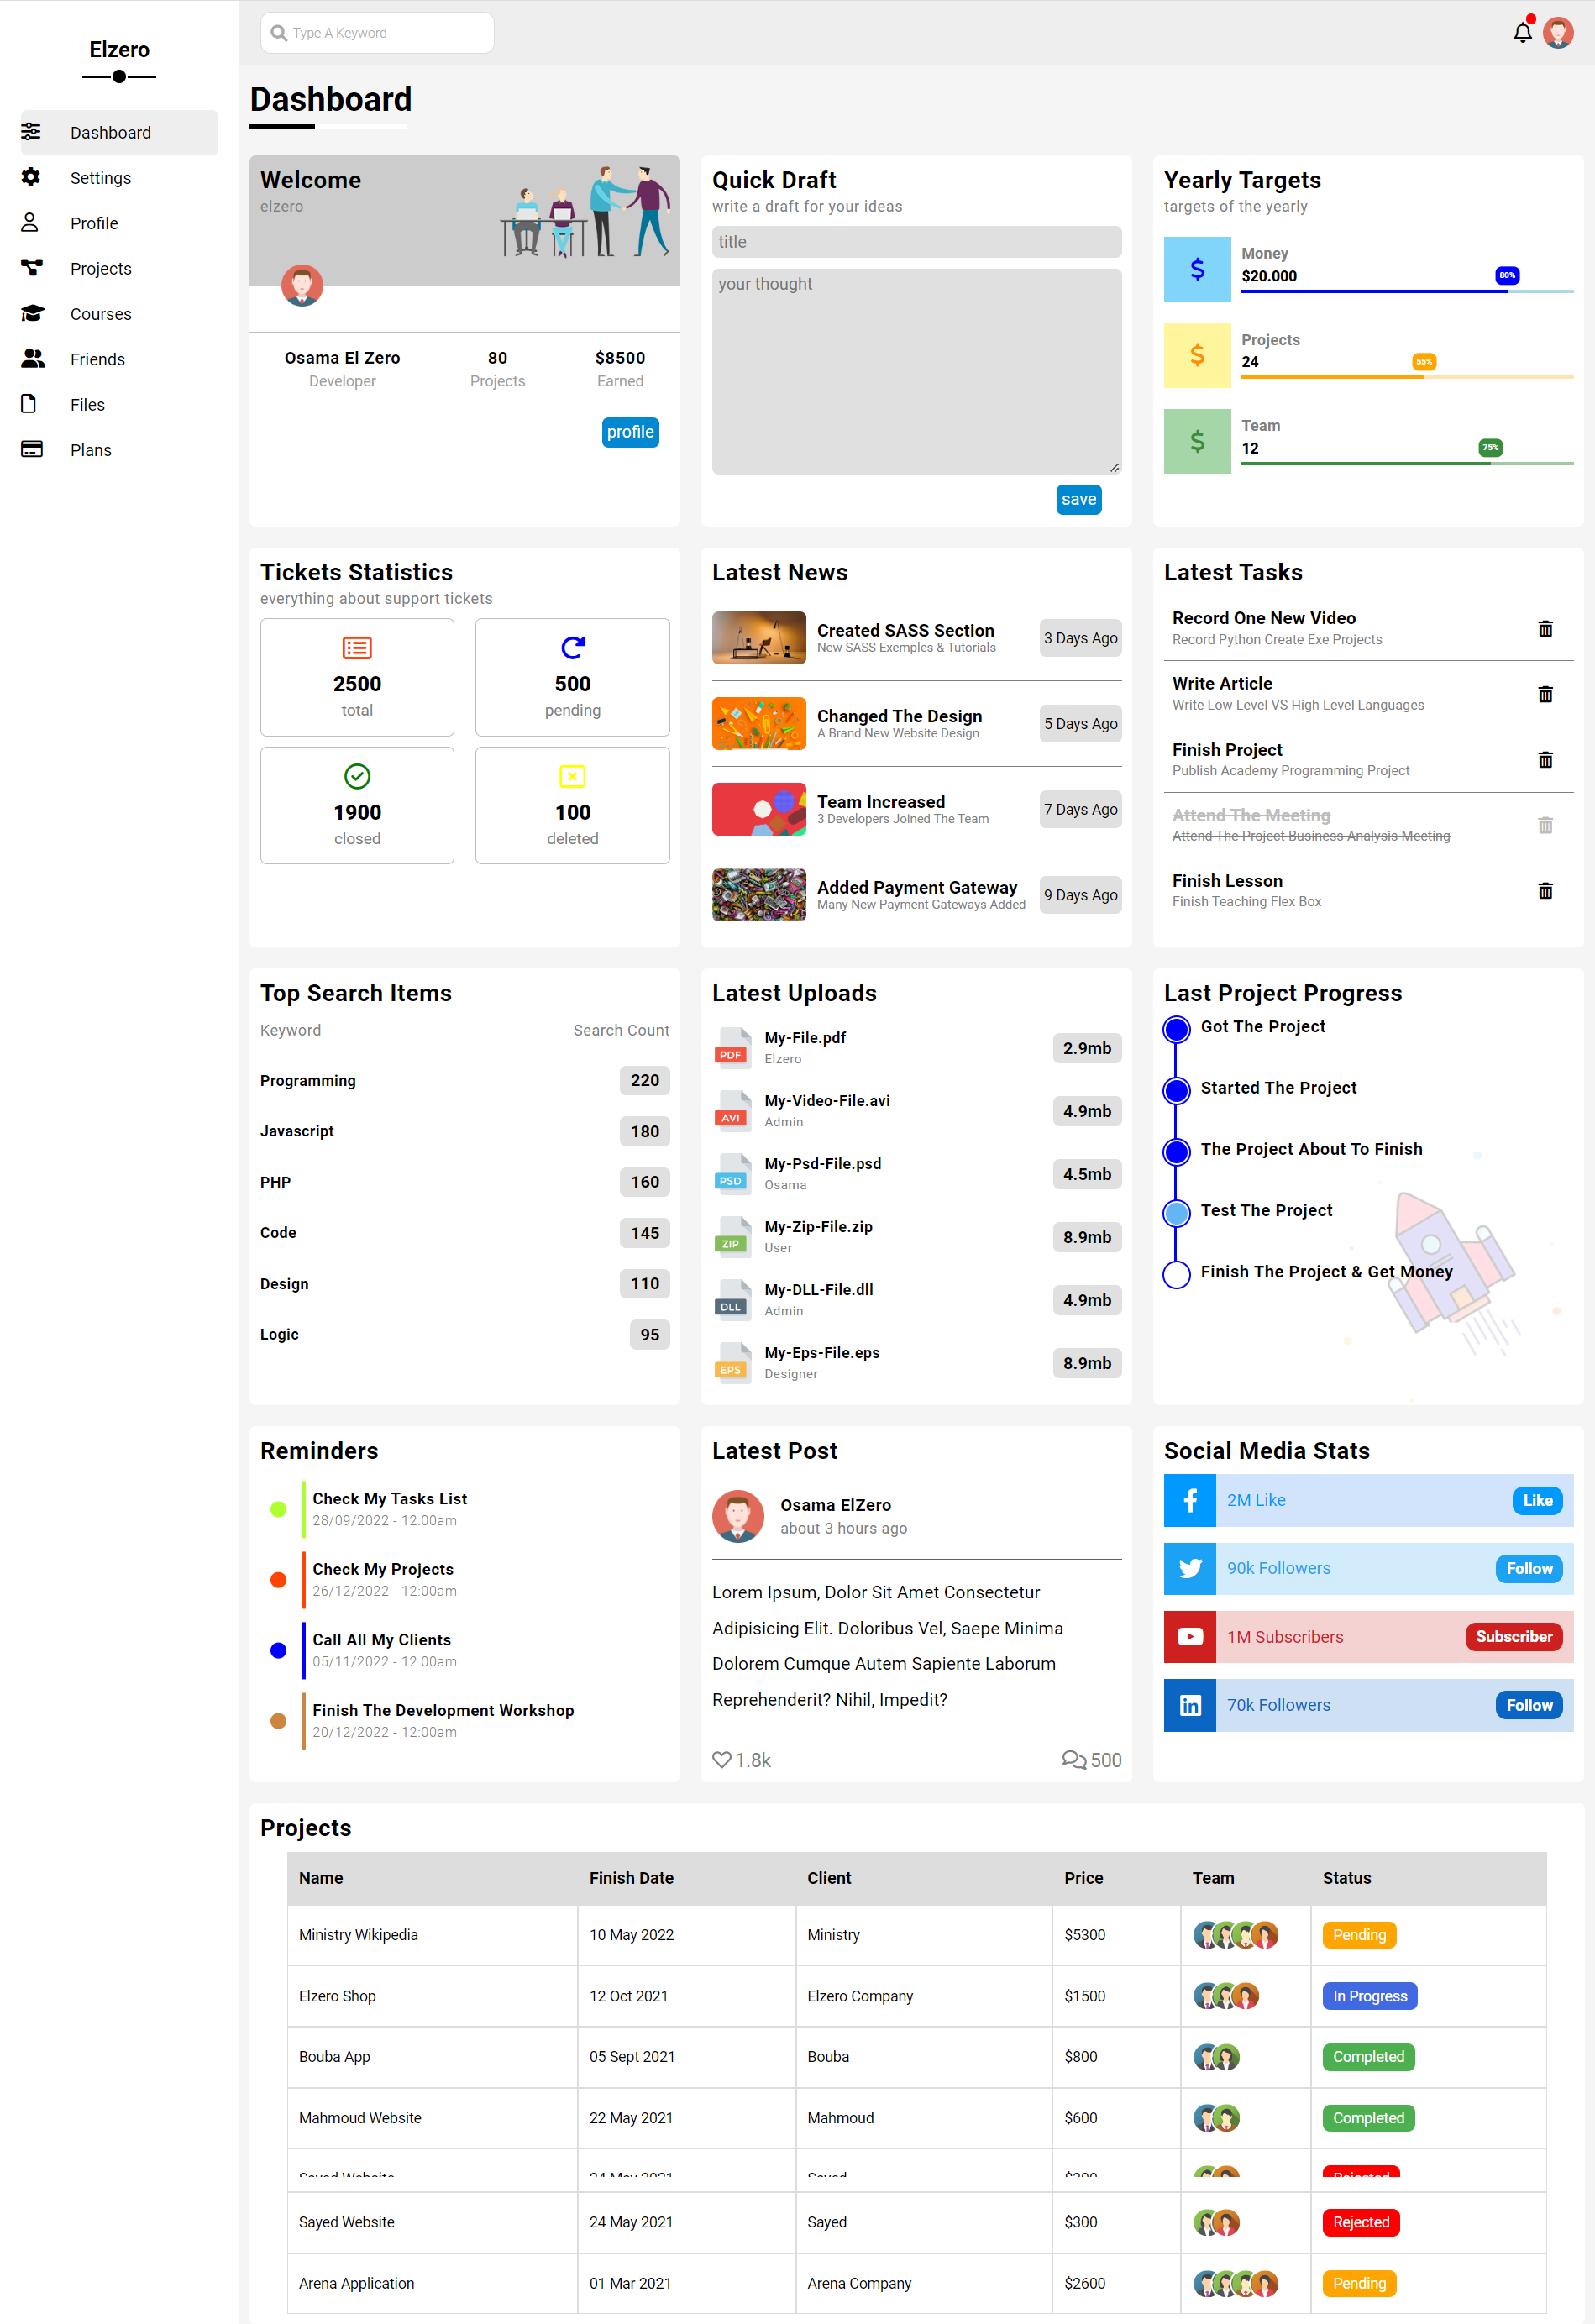 Elzero
Dashboard
Settings
Profile
Projects
Courses
Friends
Files
Plans
Type A Keyword
Dashboard
Welcome
elzero
Osama El Zero
Developer
80
Projects
$8500
Earned
profile
Quick Draft
write a draft for your ideas
title
your thought
save
Yearly Targets
targets of the yearly
Money
$20.000
80%
Projects
24
55%
Team
12
75%
Tickets Statistics
everything about support tickets
2500
total
500
pending
1900
closed
100
deleted
Latest News
Created SASS Section
New SASS Exemples & Tutorials
3 Days Ago
Changed The Design
A Brand New Website Design
5 Days Ago
Team Increased
3 Developers Joined The Team
7 Days Ago
Added Payment Gateway
Many New Payment Gateways Added
9 Days Ago
Latest Tasks
Record One New Video
Record Python Create Exe Projects
Write Article
Write Low Level VS High Level Languages
Finish Project
Publish Academy Programming Project
Attend The Meeting
Attend The Project Business Analysis Meeting
Finish Lesson
Finish Teaching Flex Box
Top Search Items
Keyword Search Count
Programming 220
Javascript 180
PHP 160
Code 145
Design 110
Logic 95
Latest Uploads
PDF
My-File.pdf
Elzero
2.9mb
AVI
My-Video-File.avi
Admin
4.9mb
PSD
My-Psd-File.psd
Osama
4.5mb
ZIP
My-Zip-File.zip
User
8.9mb
DLL
My-DLL-File.dll
Admin
4.9mb
EPS
My-Eps-File.eps
Designer
8.9mb
Last Project Progress
Got The Project
Started The Project
The Project About To Finish
Test The Project
Finish The Project & Get Money
Reminders
Check My Tasks List
28/09/2022 - 12:00am
Check My Projects
26/12/2022 - 12:00am
Call All My Clients
05/11/2022 - 12:00am
Finish The Development Workshop
20/12/2022 - 12:00am
Latest Post
Osama ElZero
about 3 hours ago
Lorem Ipsum, Dolor Sit Amet Consectetur
Adipisicing Elit. Doloribus Vel, Saepe Minima
Dolorem Cumque Autem Sapiente Laborum
Reprehenderit? Nihil, Impedit?
1.8k 500
Social Media Stats
2M Like Like
90k Followers Follow
1M Subscribers Subscriber
70k Followers Follow
Projects
Name Finish Date Client Price Team Status
Ministry Wikipedia 10 May 2022 Ministry $5300 Pending
Elzero Shop 12 Oct 2021 Elzero Company $1500 In Progress
Bouba App 05 Sept 2021 Bouba $800 Completed
Mahmoud Website 22 May 2021 Mahmoud $600 Completed
Sayed Website 24 May 2021 Sayed $300 Rejected
Sayed Website 24 May 2021 Sayed $300 Rejected
Arena Application 01 Mar 2021 Arena Company $2600 Pending